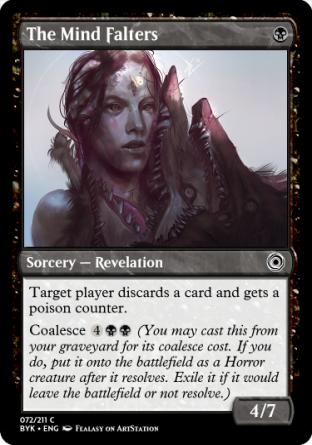 The Mind Falters
Sorcery — Revelation
Target player discards a card and gets a
poison counter.
Coalesce 4 (You may cast this from
your graveyard for its coalesce cost. If you
do, put it onto the battlefield as a Horror
creature after it resolves. Exile it if it would
leave the battlefield or not resolve.)
4/7
072/211 C
BYK • ENG Fealasy on ArtStation